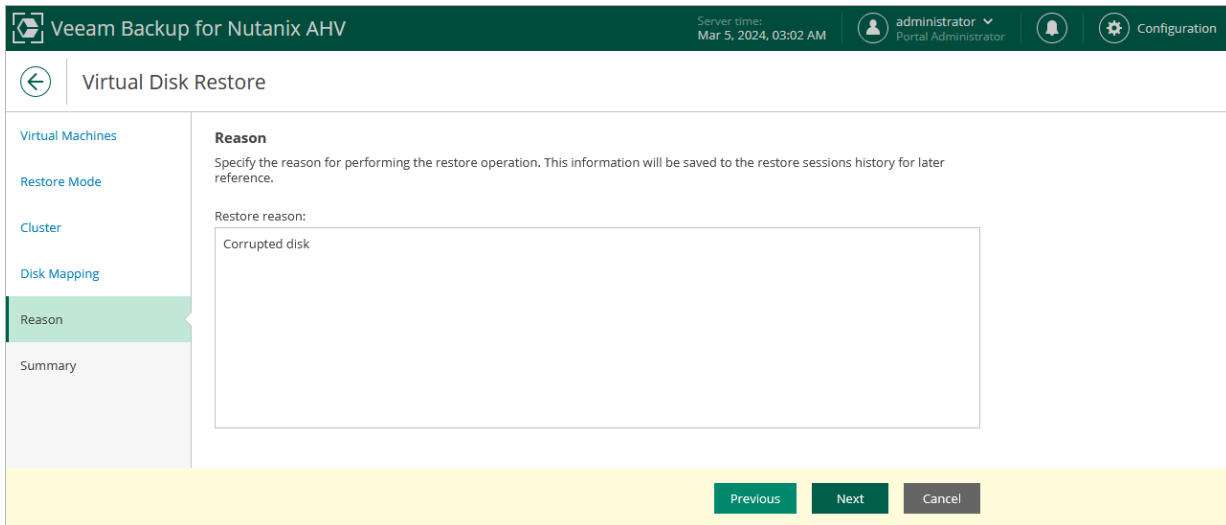 Veeam Backup for Nutanix AHV
Server time:
Mar 5, 2024, 03:02 AM
administrator
Portal Administrator
Configuration
Virtual Disk Restore
Virtual Machines
Restore Mode
Cluster
Disk Mapping
Reason
Summary
Reason
Specify the reason for performing the restore operation. This information will be saved to the restore sessions history for later
reference.
Restore reason:
Corrupted disk
Previous
Next
Cancel